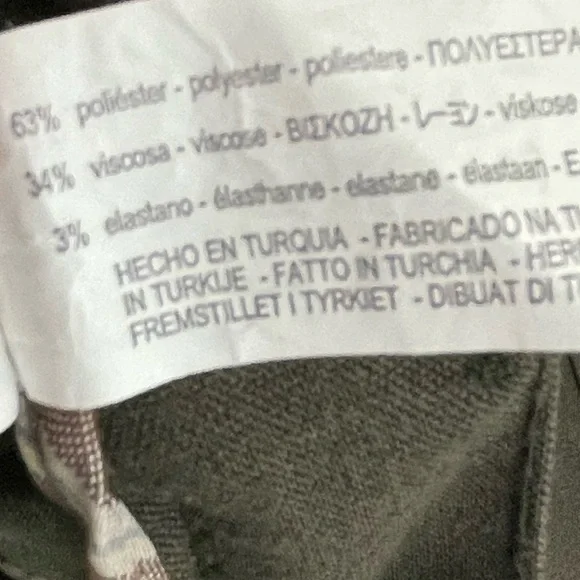 63% poliéster - polyester - poliestere - ΠΟΛΥΕΣΤΕΡΑ
34% viscosa - viscose - ΒΙΣΚΟΖΗ - レーヨン - viskose
3% elastano - élasthanne - elastane - elastaan - E
HECHO EN TURQUIA - FABRICADO NA T
IN TURKIJE - FATTO IN TURCHIA - HER
FREMSTILLET I TYRKIET - DIBUAT DI T